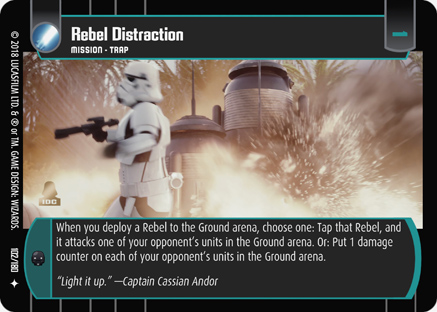 Rebel Distraction
MISSION • TRAP
When you deploy a Rebel to the Ground arena, choose one: Tap that Rebel, and
it attacks one of your opponent's units in the Ground arena. Or: Put 1 damage
counter on each of your opponent's units in the Ground arena.
"Light it up." —Captain Cassian Andor
© 2018 LUCASFILM LTD. & ® or TM. GAME DESIGN: WIZARDS.
102/180
IDC